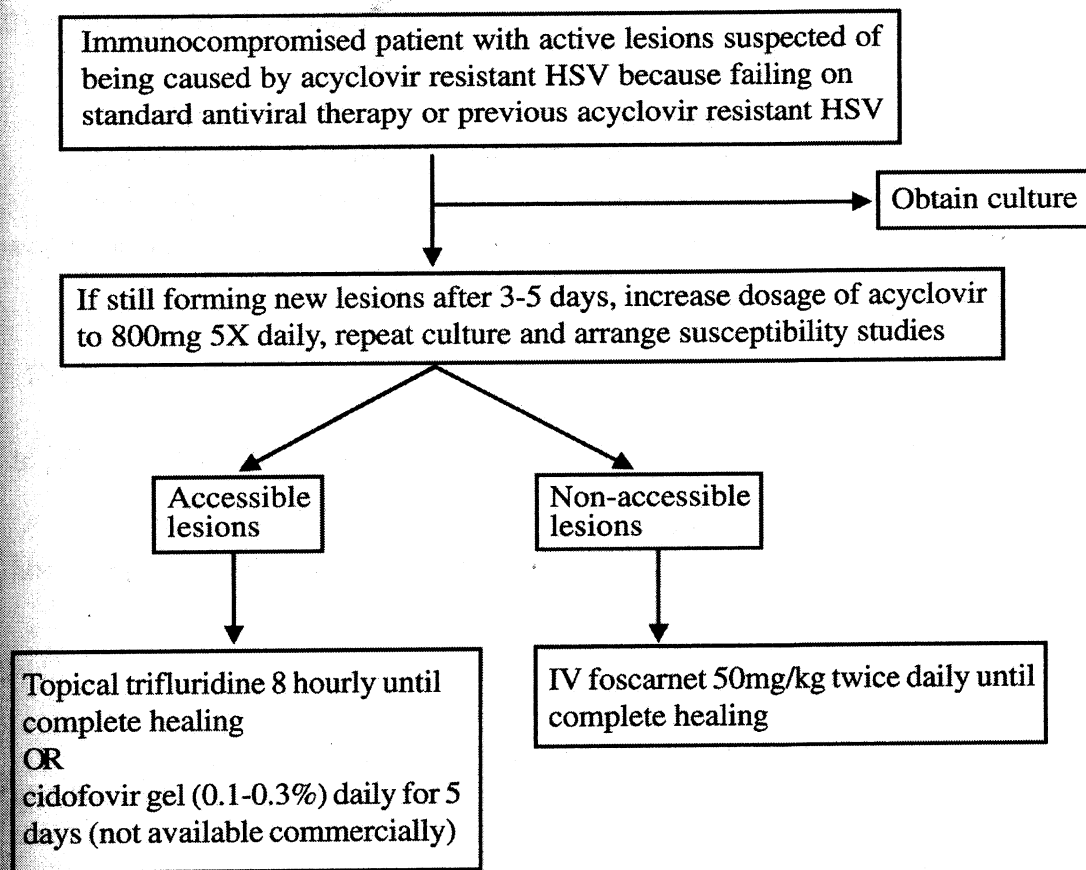 Immunocompromised patient with active lesions suspected of
being caused by acyclovir resistant HSV because failing on
standard antiviral therapy or previous acyclovir resistant HSV
Obtain culture
If still forming new lesions after 3-5 days, increase dosage of acyclovir
to 800mg 5X daily, repeat culture and arrange susceptibility studies
Accessible
lesions
Non-accessible
lesions
Topical trifluridine 8 hourly until
complete healing
OR
cidofovir gel (0.1-0.3%) daily for 5
days (not available commercially)
IV foscarnet 50mg/kg twice daily until
complete healing